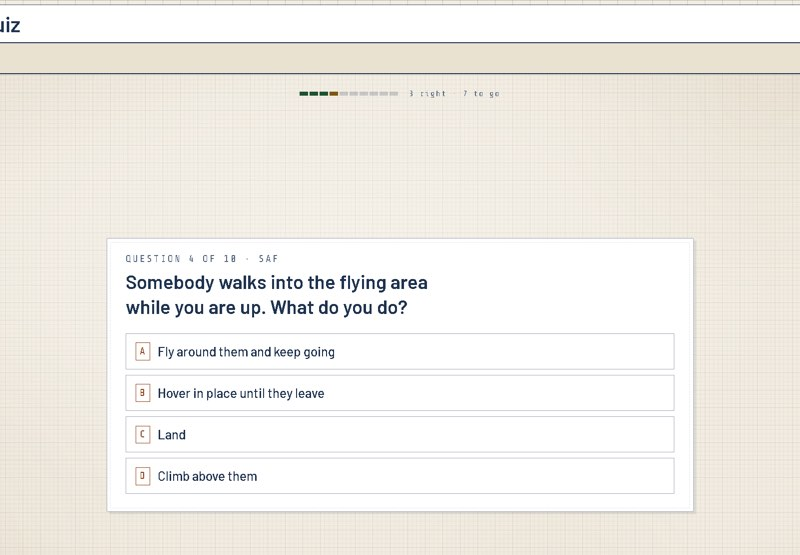 3 right · 7 to go
QUESTION 4 OF 10 · SAF
Somebody walks into the flying area
while you are up. What do you do?
A Fly around them and keep going
B Hover in place until they leave
C Land
D Climb above them